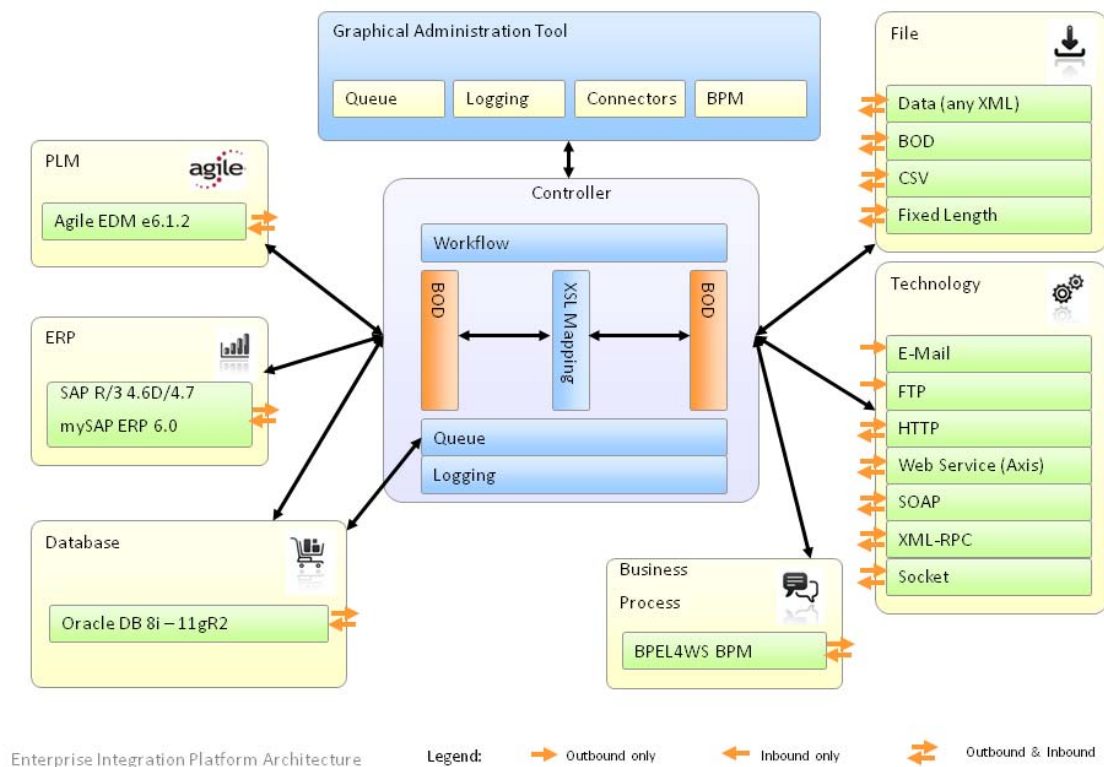 Graphical Administration Tool
Queue
Logging
Connectors
BPM
File
Data (any XML)
BOD
CSV
Fixed Length
PLM
agile
Agile EDM e6.1.2
Controller
Workflow
BOD
XSL Mapping
BOD
Queue
Logging
Technology
E-Mail
FTP
HTTP
Web Service (Axis)
SOAP
XML-RPC
Socket
ERP
SAP R/3 4.6D/4.7
mySAP ERP 6.0
Database
Oracle DB 8i – 11gR2
Business
Process
BPEL4WS BPM
Enterprise Integration Platform Architecture
Legend:
Outbound only
Inbound only
Outbound & Inbound